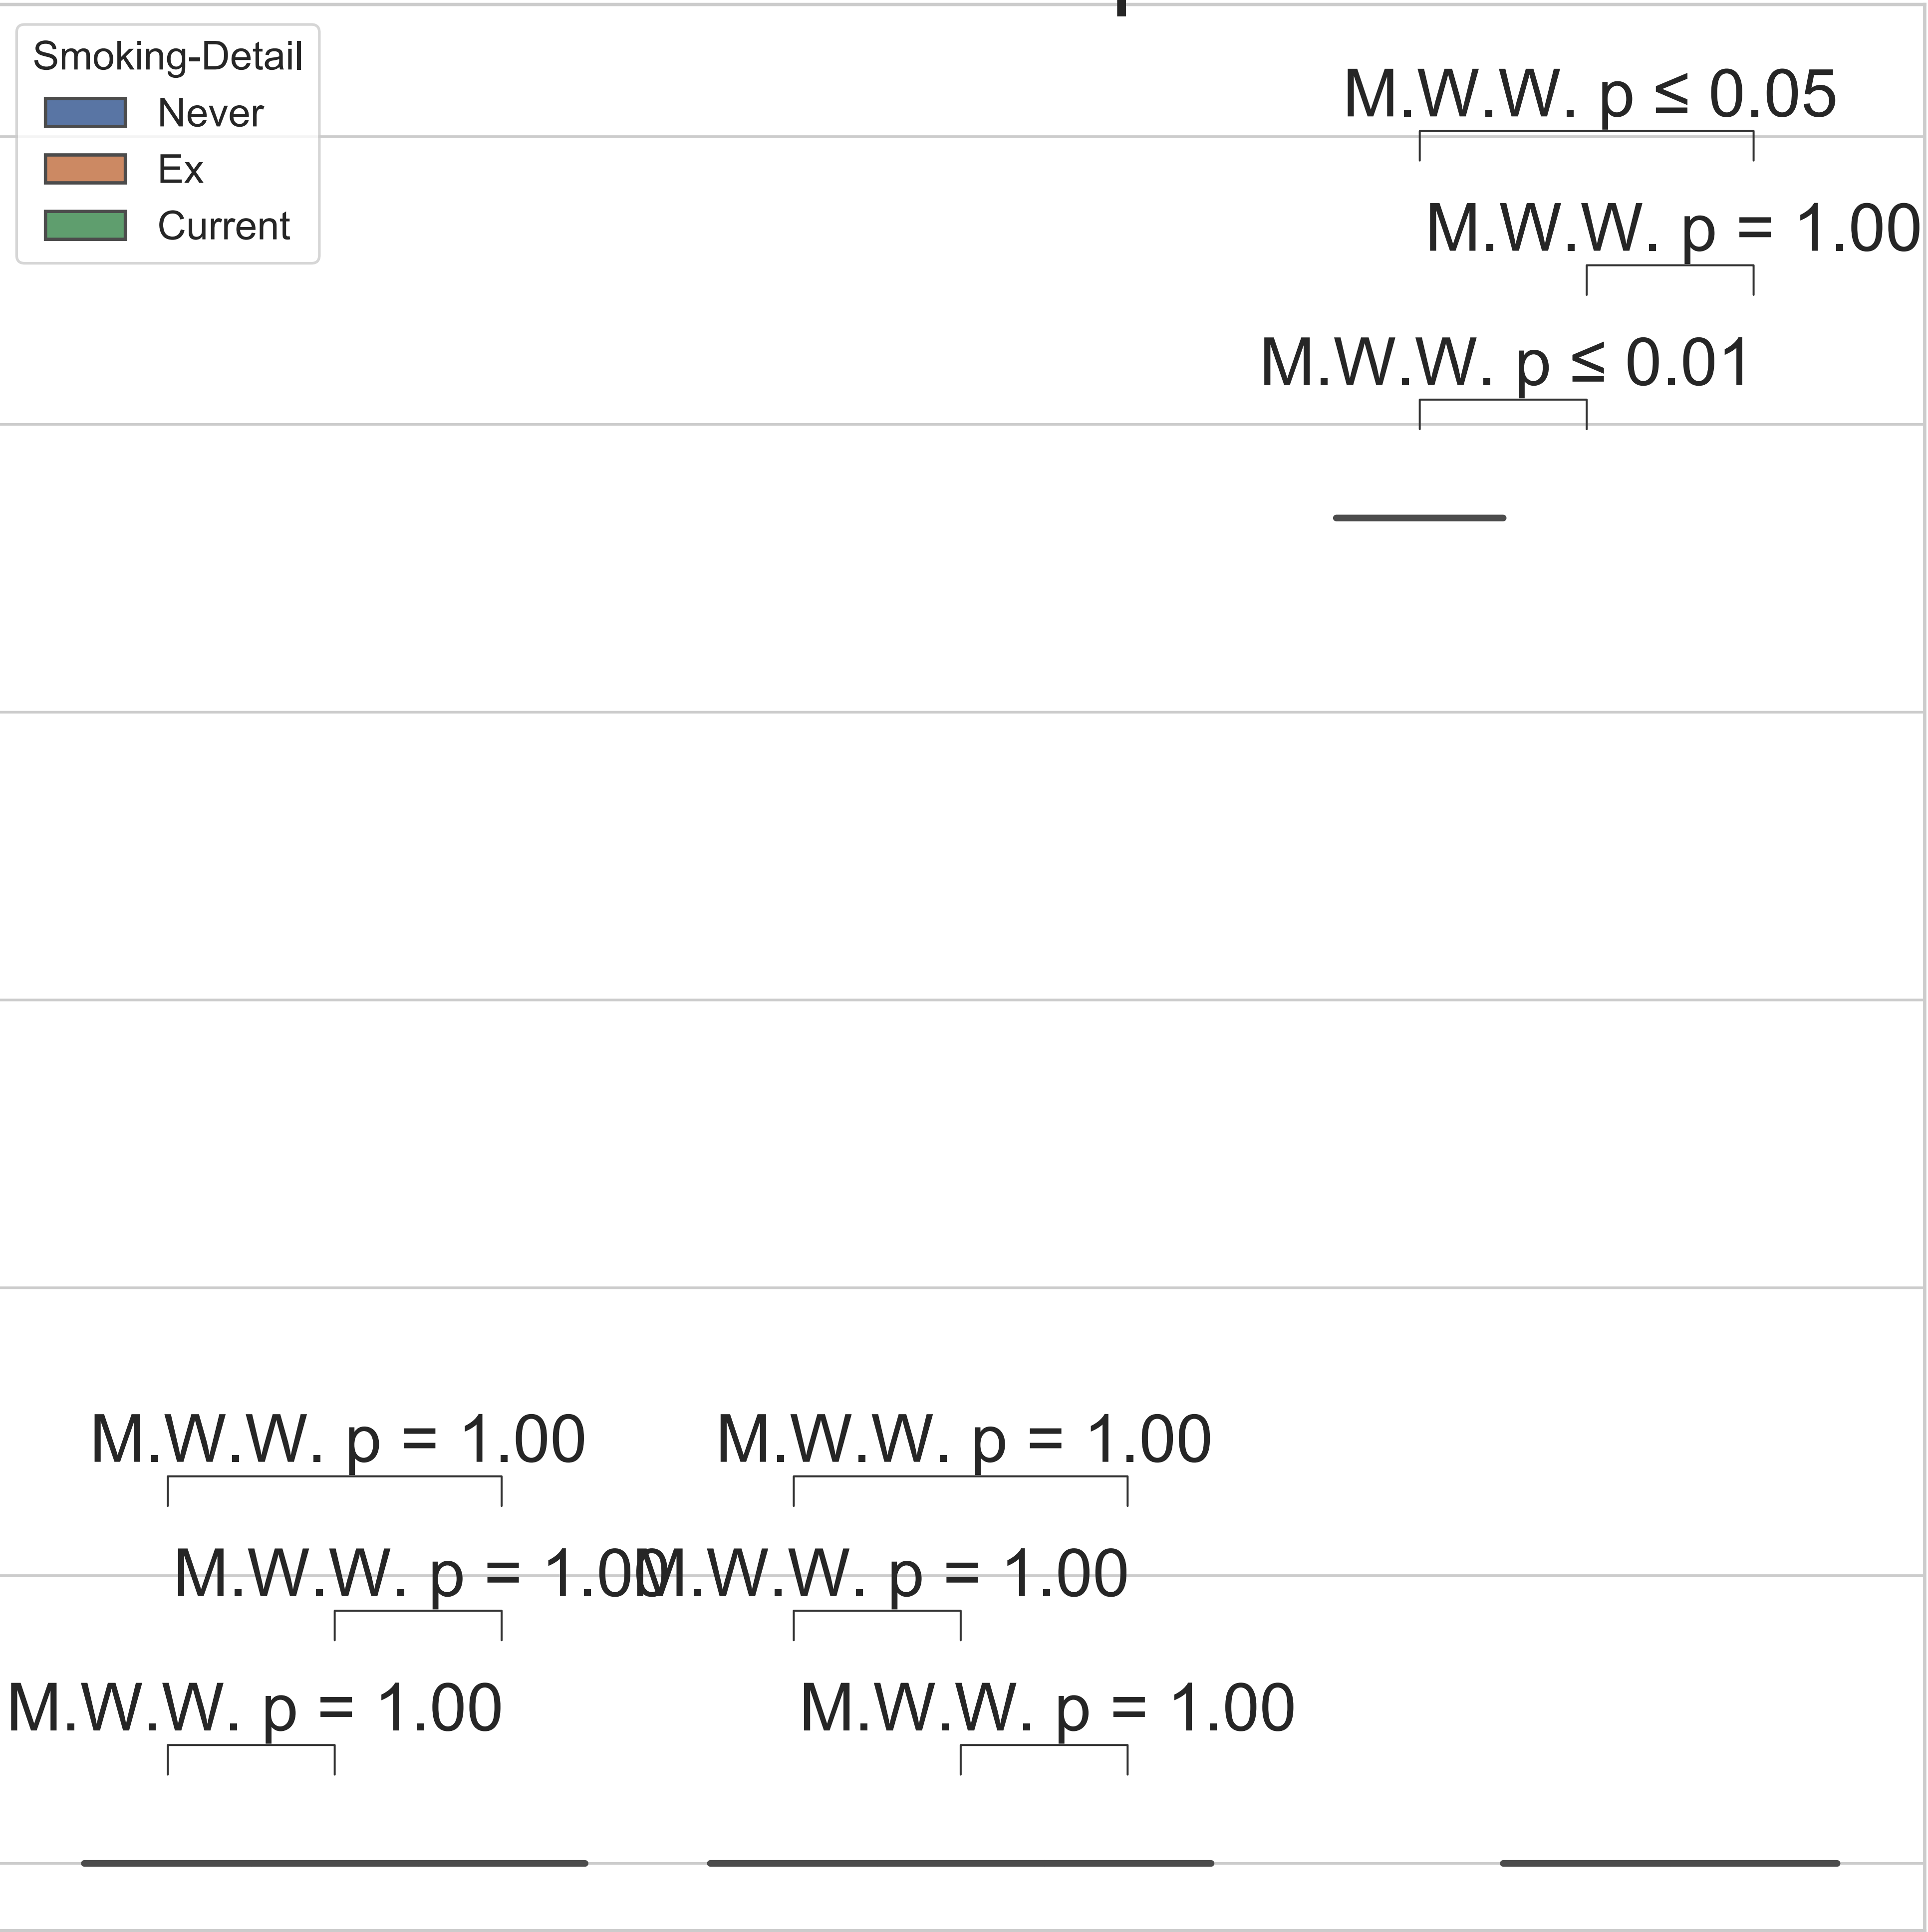 Smoking-Detail
Never
Ex
Current
M.W.W. p ≤ 0.05
M.W.W. p = 1.00
M.W.W. p ≤ 0.01
M.W.W. p = 1.00
M.W.W. p = 1.00
M.W.W. p = 1.00
M.W.W. p = 1.00
M.W.W. p = 1.00
M.W.W. p = 1.00